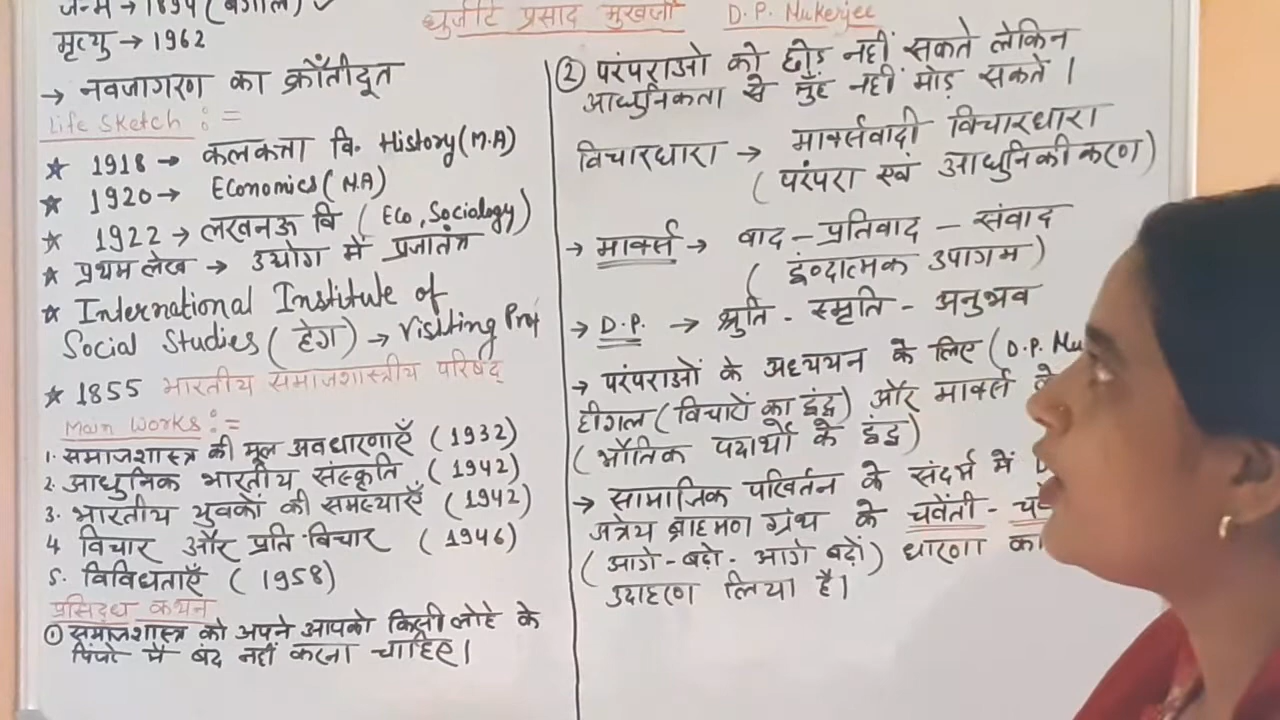 जन्म → 1894 (बंगाल)
मृत्यु → 1962
→ नवजागरण का क्राँतीदूत
धुर्जटि प्रसाद मुखर्जी D.P. Mukerjee
Life Sketch :=
★ 1918 → कलकत्ता वि. History (M.A)
★ 1920 → Economics (M.A)
★ 1922 → लखनऊ वि (Eco, Sociology)
★ प्रथम लेख → उद्योग में प्रजातंत्र
★ International Institute of
Social Studies (हेग) → Visiting Prof
★ 1855 भारतीय समाजशास्त्रीय परिषद्
Main Works :=
1. समाजशास्त्र की मूल अवधारणाएँ (1932)
2. आधुनिक भारतीय संस्कृति (1942)
3. भारतीय युवकों की समस्याएँ (1942)
4 विचार और प्रति-विचार (1946)
5. विविधताएँ (1958)
प्रसिद्ध कथन
① समाजशास्त्र को अपने आपको किसी लोहे के
पिंजरे में बंद नहीं करना चाहिए।
② परंपराओ को छोड़ नहीं सकते लेकिन
आधुनिकता से मुँह नहीं मोड़ सकते।
विचारधारा → मार्क्सवादी विचारधारा
(परंपरा एवं आधुनिकीकरण)
→ मार्क्स → वाद - प्रतिवाद - संवाद
(द्वंन्दात्मक उपागम)
→ D.P. → श्रुति - स्मृति - अनुभव
→ परंपराओं के अध्ययन के लिए (D.P. Mu
हीगल (विचारों का द्वंद्व) और मार्क्स के
(भौतिक पदार्थो के द्वंद्व)
→ सामाजिक परिर्वतन के संदर्भ में D
अत्रेय ब्राहमण ग्रंथ के चवेंती -
(आगे - बढ़ो - आगे बढ़ों) धारणा का
उदाहरण लिया है।